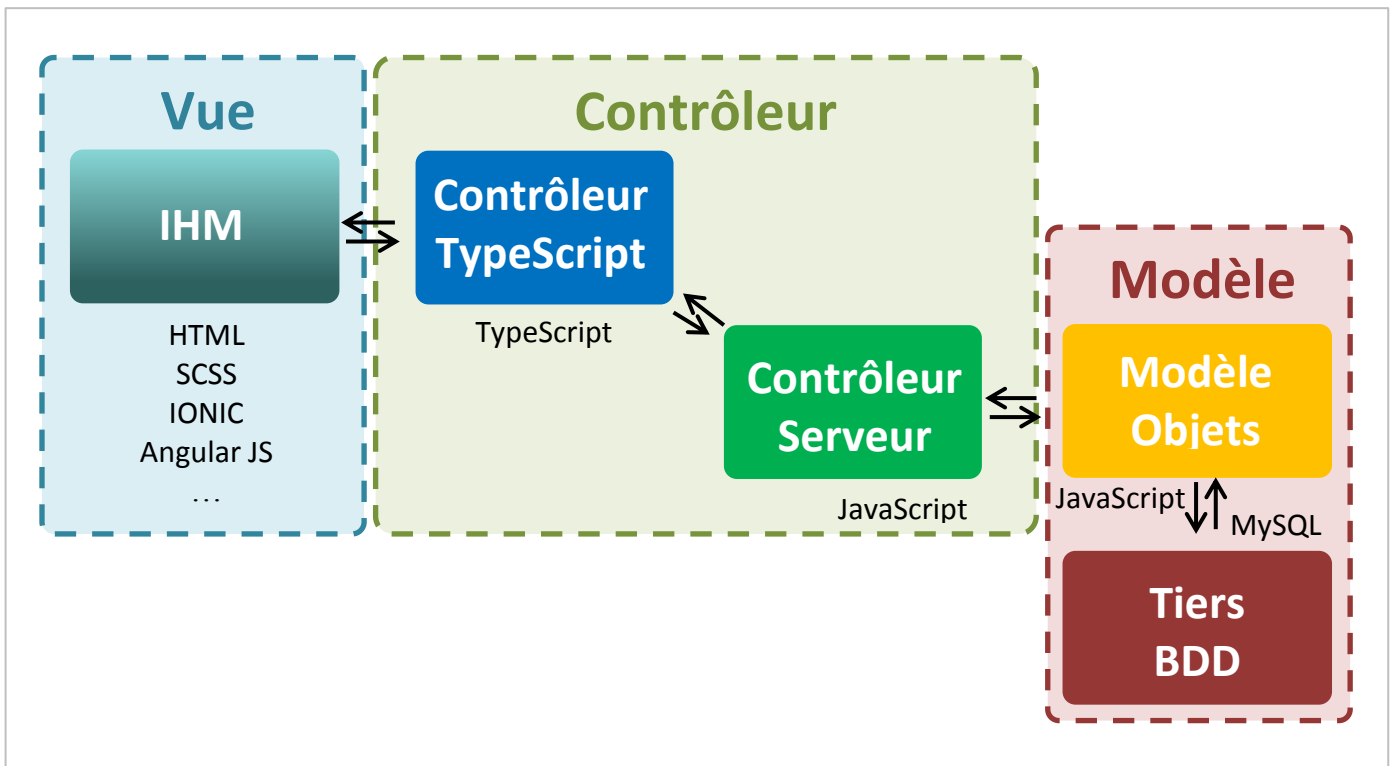 Vue
IHM
HTML
SCSS
IONIC
Angular JS
...
Contrôleur
Contrôleur
TypeScript
TypeScript
Contrôleur
Serveur
JavaScript
Modèle
Modèle
Objets
JavaScript
MySQL
Tiers
BDD